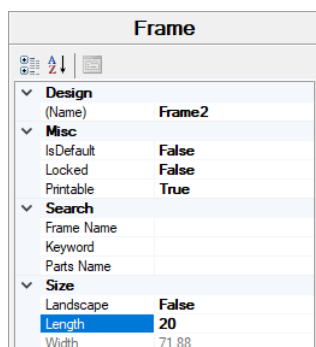 Frame
Design
(Name) Frame2
Misc
IsDefault False
Locked False
Printable True
Search
Frame Name
Keyword
Parts Name
Size
Landscape False
Length 20
Width 71.88